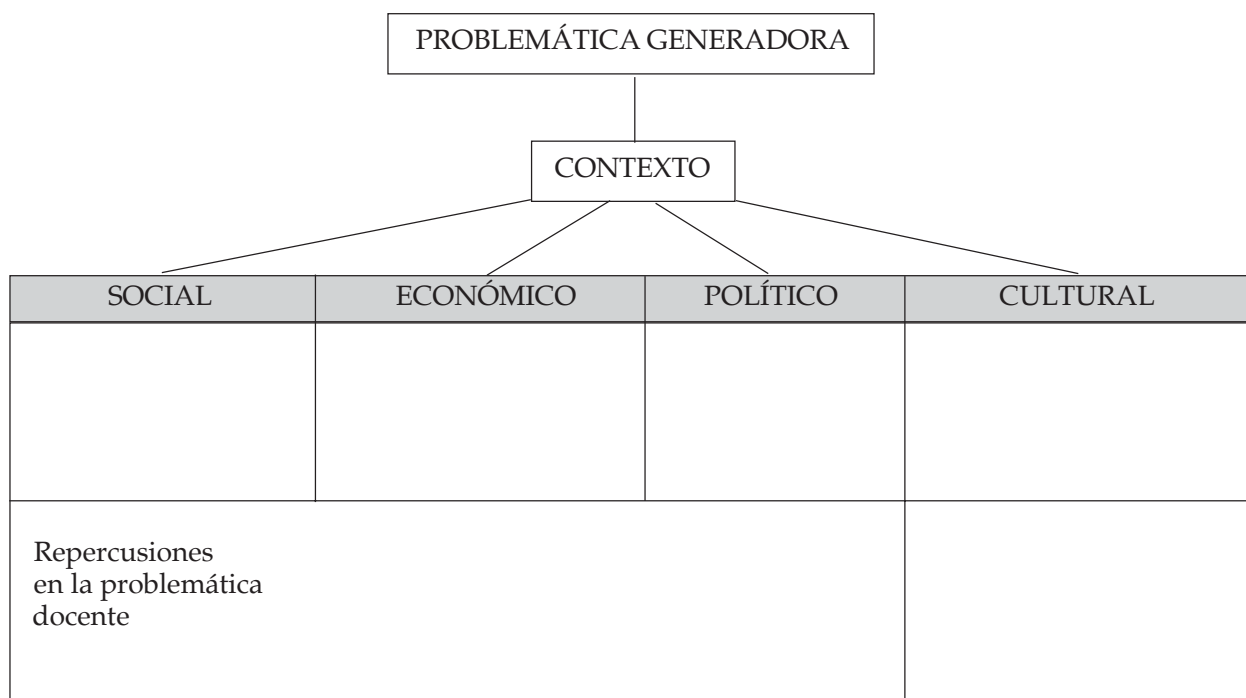 PROBLEMÁTICA GENERADORA
CONTEXTO
SOCIAL ECONÓMICO POLÍTICO CULTURAL
Repercusiones
en la problemática
docente